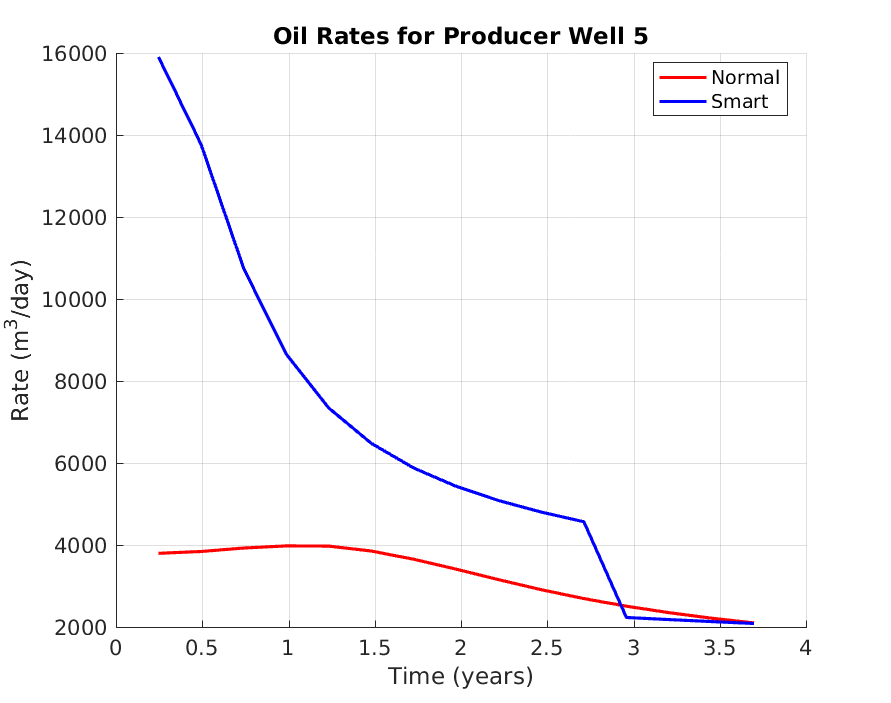 Oil Rates for Producer Well 5
Normal
Smart
Rate (m³/day)
16000
14000
12000
10000
8000
6000
4000
2000
0 0.5 1 1.5 2 2.5 3 3.5 4
Time (years)